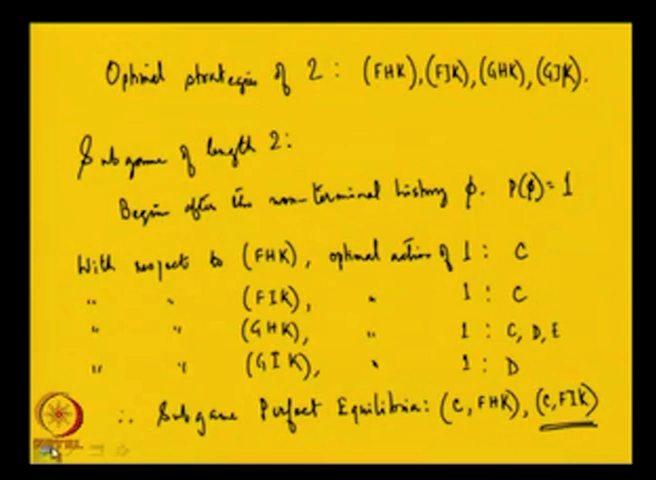 Optimal strategies of 2 : (FHK), (FIK), (GHK), (GIK).
Subgame of length 2:
Begin after the non-terminal history ϕ. P(ϕ) = 1
With respect to (FHK), optimal action of 1 : C
" " (FIK), " 1 : C
" " (GHK), " 1 : C, D, E
" " (GIK), " 1 : D
∴ Subgame Perfect Equilibria: (C, FHK), (C, FIK)
NPTEL